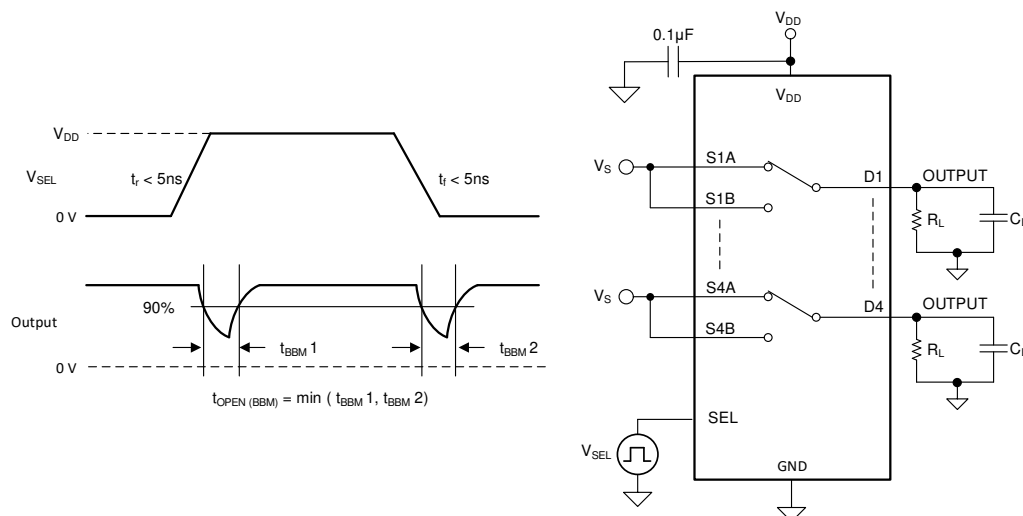 V_DD
V_SEL
t_r < 5ns
t_f < 5ns
0 V
90%
Output
t_BBM 1
t_BBM 2
0 V
t_OPEN (BBM) = min ( t_BBM 1, t_BBM 2)
V_DD
0.1µF
V_DD
V_S
S1A
D1
OUTPUT
S1B
R_L
V_S
S4A
D4
OUTPUT
S4B
R_L
SEL
V_SEL
GND